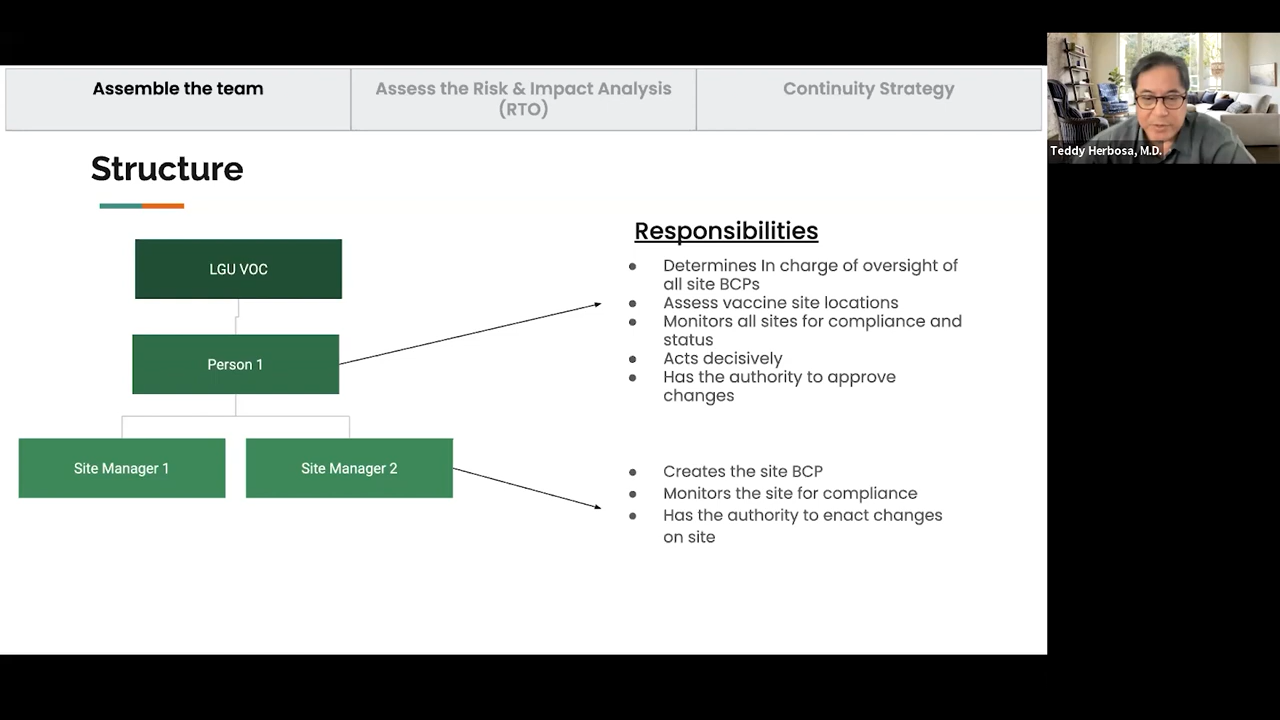 Assemble the team
Assess the Risk & Impact Analysis
(RTO)
Continuity Strategy
Teddy Herbosa, M.D.
Structure
LGU VOC
Person 1
Site Manager 1
Site Manager 2
Responsibilities
● Determines In charge of oversight of
all site BCPs
● Assess vaccine site locations
● Monitors all sites for compliance and
status
● Acts decisively
● Has the authority to approve
changes
● Creates the site BCP
● Monitors the site for compliance
● Has the authority to enact changes
on site